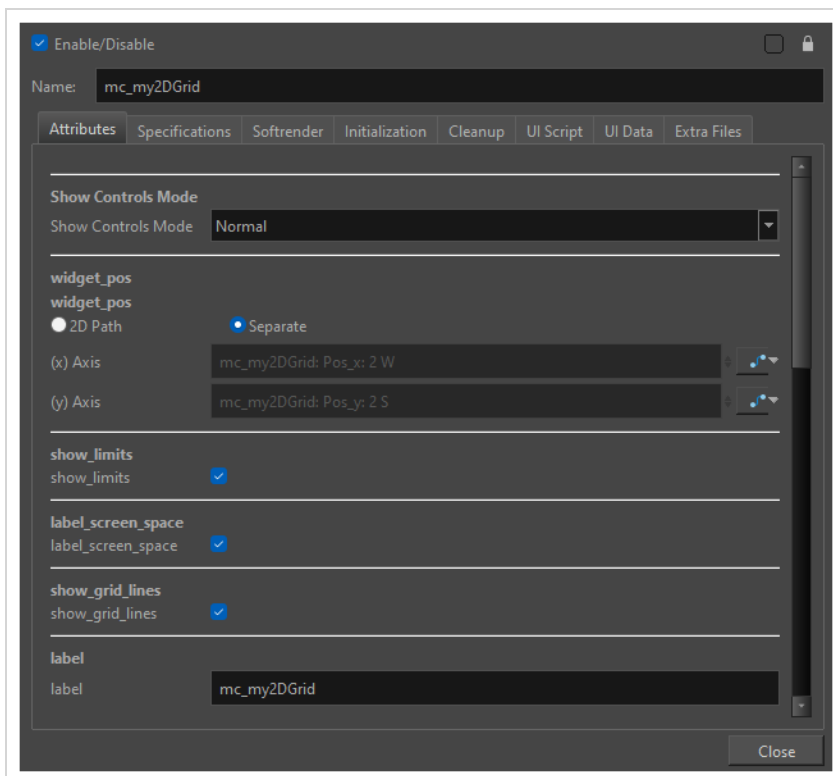 Enable/Disable
Name: mc_my2DGrid
Attributes Specifications Softrender Initialization Cleanup UI Script UI Data Extra Files
Show Controls Mode
Show Controls Mode Normal
widget_pos
widget_pos
2D Path Separate
(x) Axis mc_my2DGrid: Pos_x: 2 W
(y) Axis mc_my2DGrid: Pos_y: 2 S
show_limits
show_limits
label_screen_space
label_screen_space
show_grid_lines
show_grid_lines
label
label mc_my2DGrid
Close